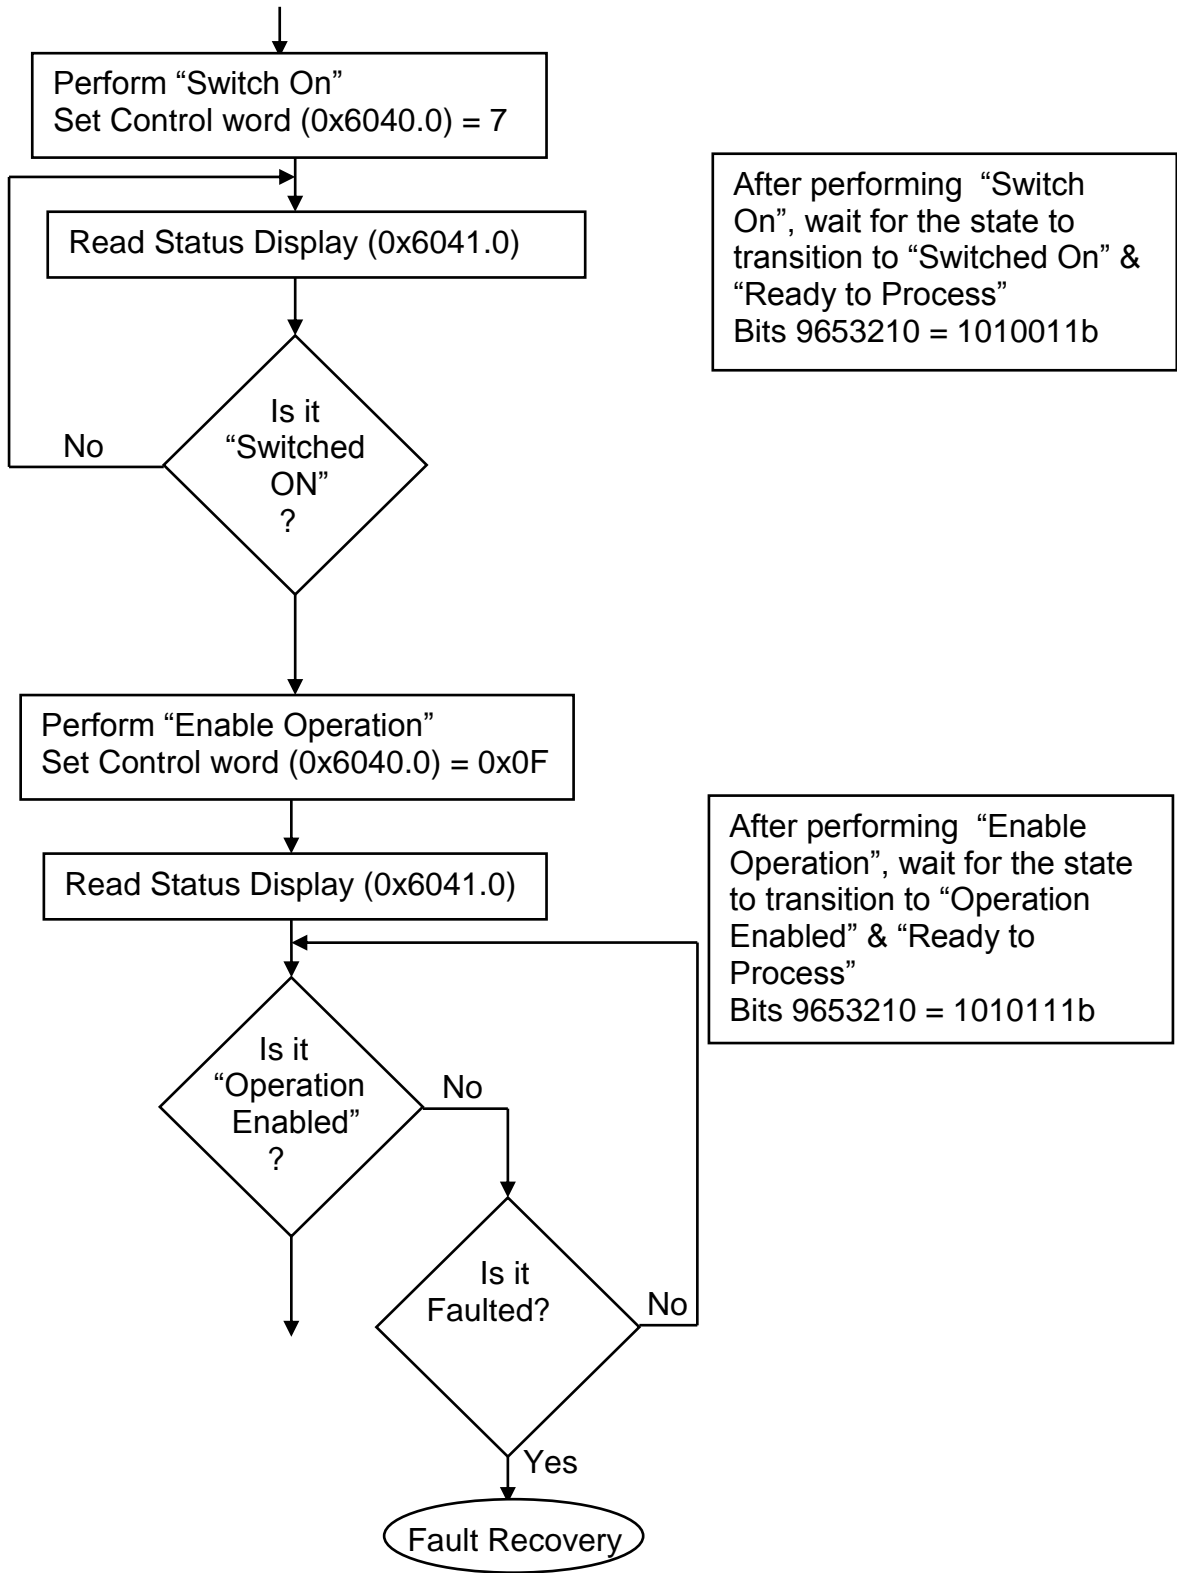 Perform “Switch On”
Set Control word (0x6040.0) = 7
Read Status Display (0x6041.0)
After performing “Switch
On”, wait for the state to
transition to “Switched On” &
“Ready to Process”
Bits 9653210 = 1010011b
Is it
“Switched
ON”
?
No
Perform “Enable Operation”
Set Control word (0x6040.0) = 0x0F
Read Status Display (0x6041.0)
After performing “Enable
Operation”, wait for the state
to transition to “Operation
Enabled” & “Ready to
Process”
Bits 9653210 = 1010111b
Is it
“Operation
Enabled”
?
No
Is it
Faulted?
No
Yes
Fault Recovery